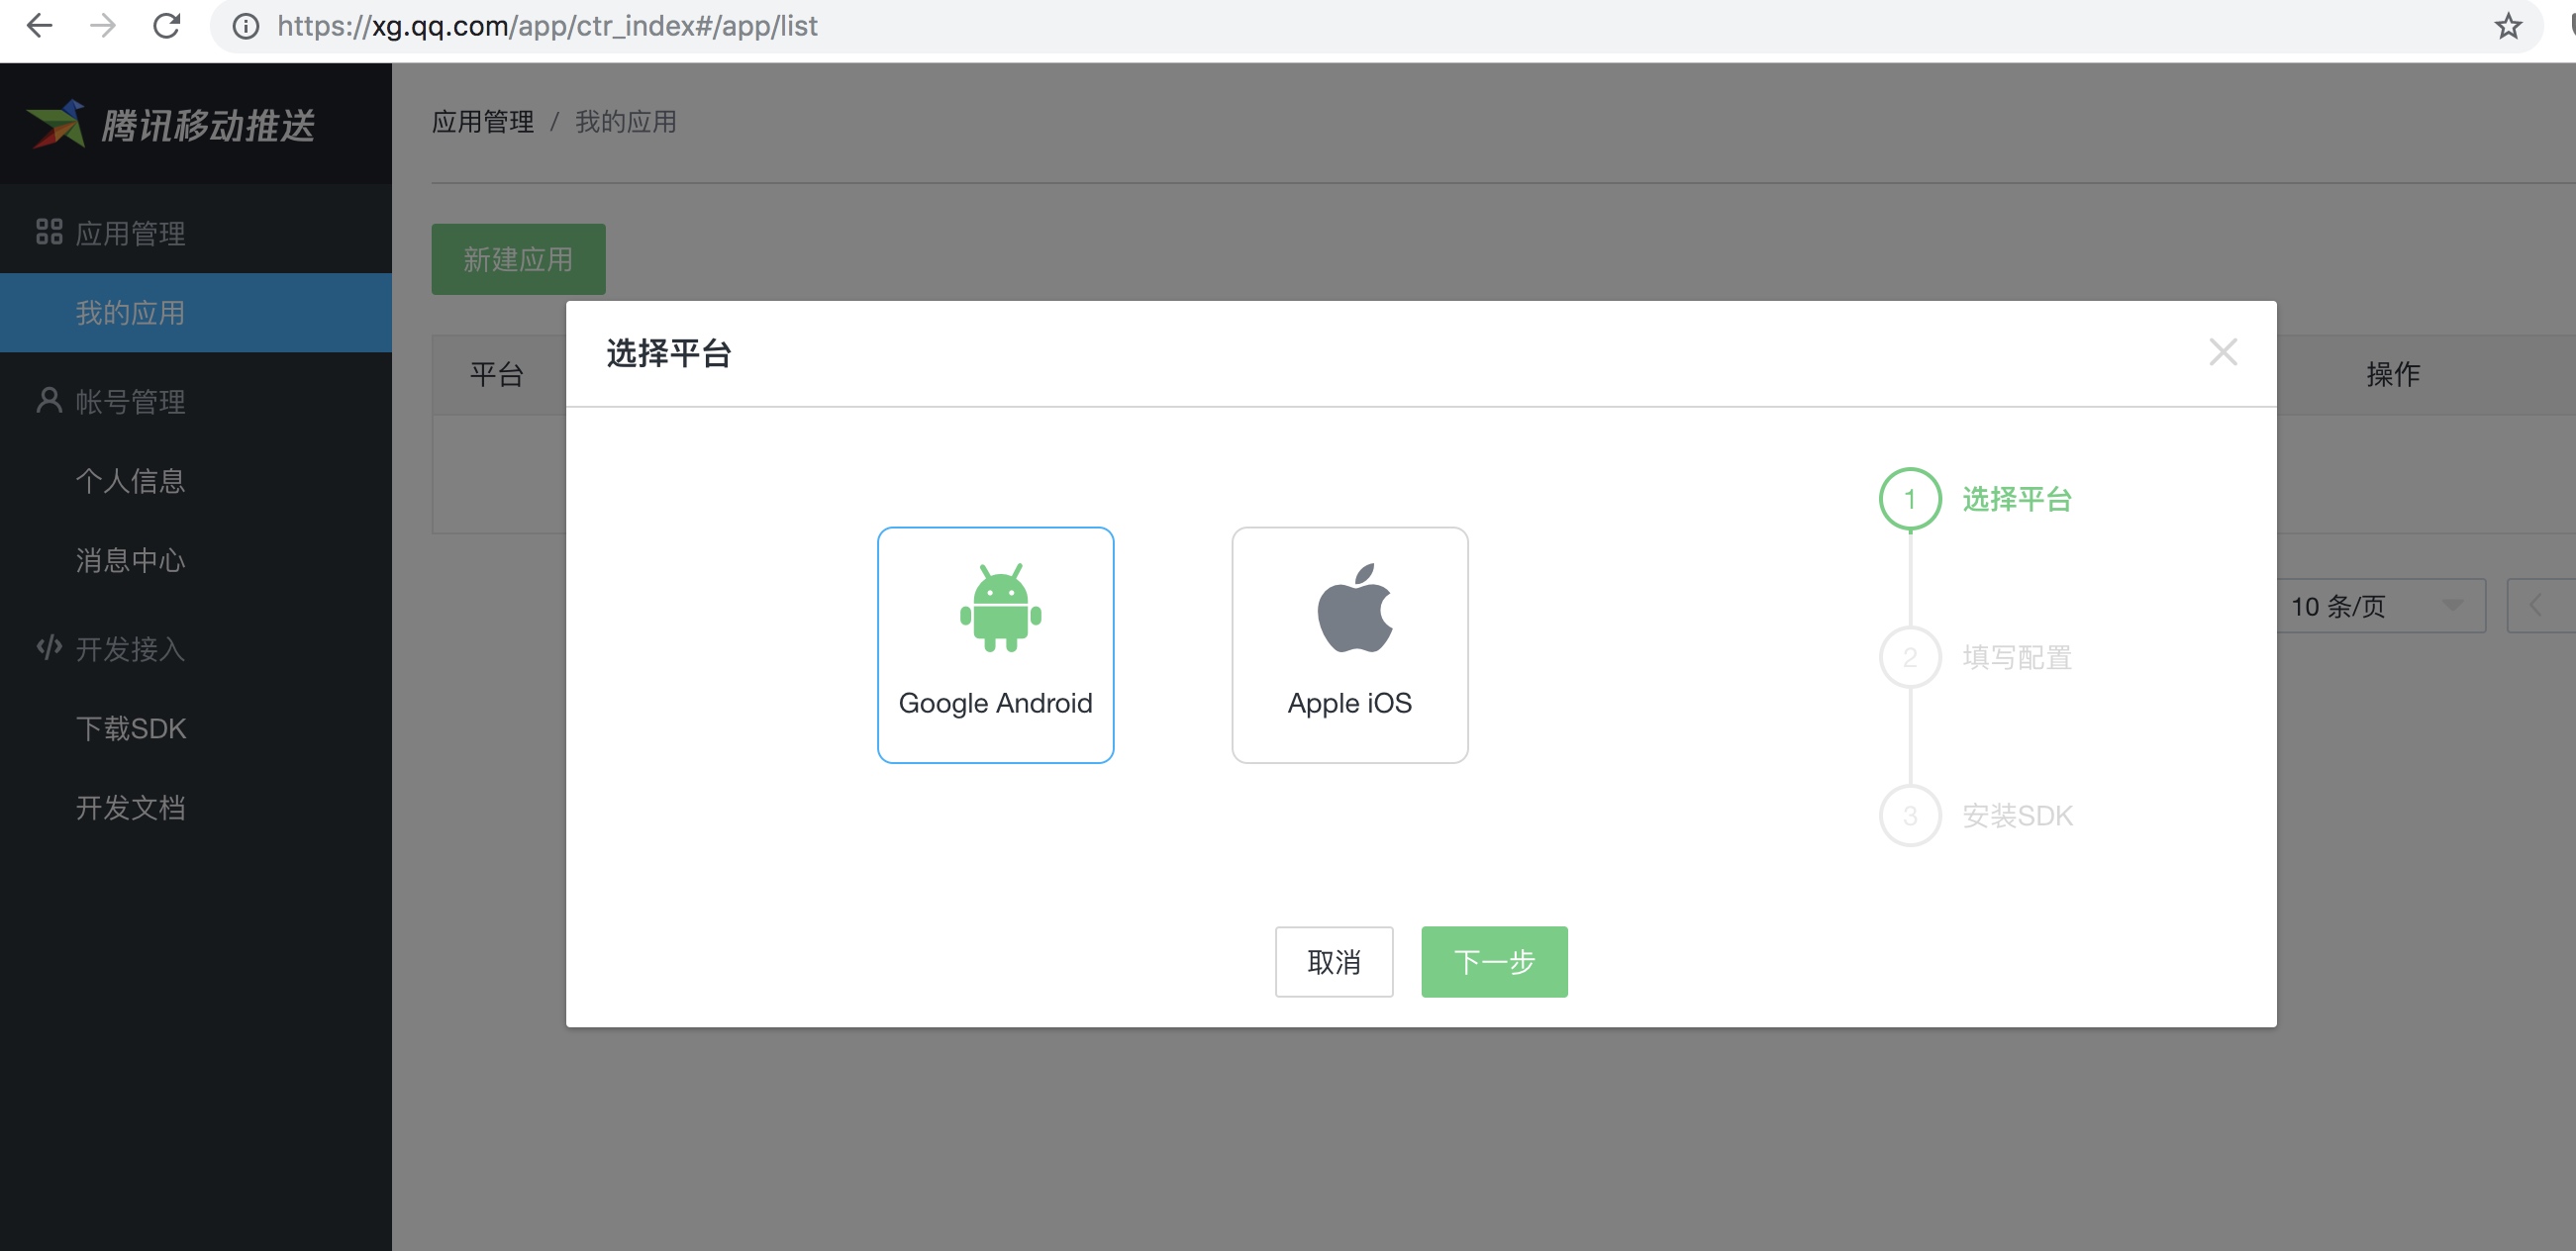 https://xg.qq.com/app/ctr_index#/app/list
腾讯移动推送
应用管理
我的应用
帐号管理
个人信息
消息中心
开发接入
下载SDK
开发文档
应用管理 / 我的应用
新建应用
平台
操作
10 条/页
选择平台
Google Android
Apple iOS
1 选择平台
2 填写配置
3 安装SDK
取消
下一步